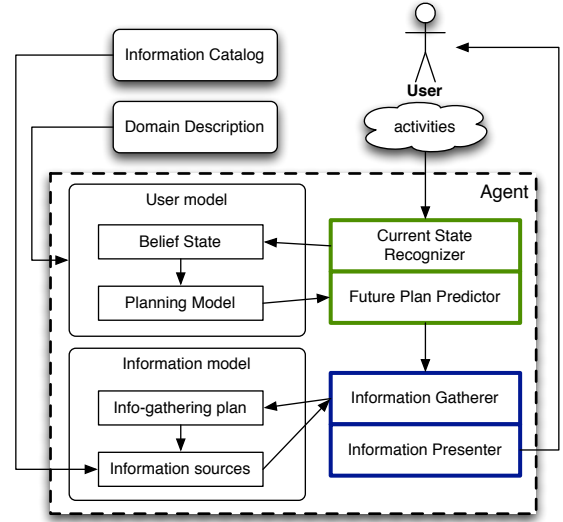 Information Catalog
User
Domain Description
activities
Agent
User model
Belief State
Current State
Recognizer
Planning Model
Future Plan Predictor
Information model
Info-gathering plan
Information Gatherer
Information sources
Information Presenter